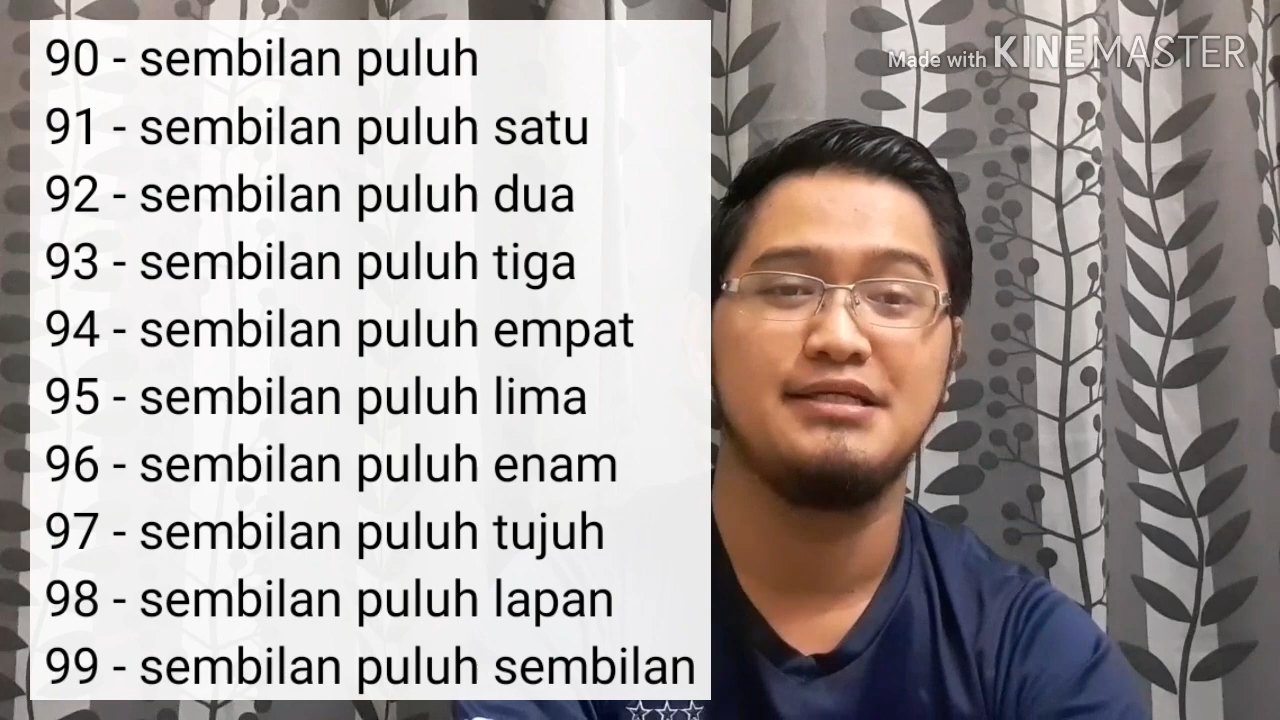 90 - sembilan puluh
91 - sembilan puluh satu
92 - sembilan puluh dua
93 - sembilan puluh tiga
94 - sembilan puluh empat
95 - sembilan puluh lima
96 - sembilan puluh enam
97 - sembilan puluh tujuh
98 - sembilan puluh lapan
99 - sembilan puluh sembilan
Made with KINEMASTER